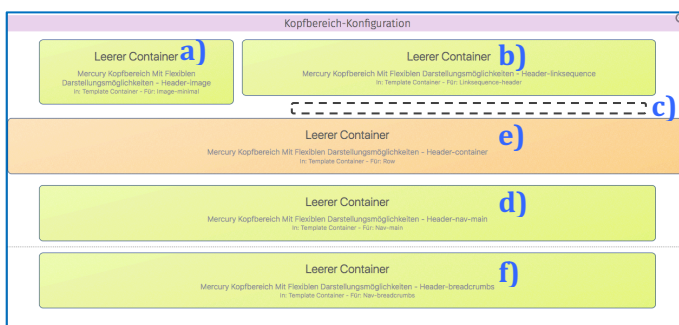 Kopfbereich-Konfiguration
Leerer Container a)
Mercury Kopfbereich Mit Flexiblen
Darstellungsmöglichkeiten - Header-image
In: Template Container - Für: Image-minimal
Leerer Container b)
Mercury Kopfbereich Mit Flexiblen Darstellungsmöglichkeiten - Header-linksequence
In: Template Container - Für: Linksequence-header
c)
Leerer Container e)
Mercury Kopfbereich Mit Flexiblen Darstellungsmöglichkeiten - Header-container
In: Template Container - Für: Row
Leerer Container d)
Mercury Kopfbereich Mit Flexiblen Darstellungsmöglichkeiten - Header-nav-main
In: Template Container - Für: Nav-main
Leerer Container f)
Mercury Kopfbereich Mit Flexiblen Darstellungsmöglichkeiten - Header-breadcrumbs
In: Template Container - Für: Nav-breadcrumbs